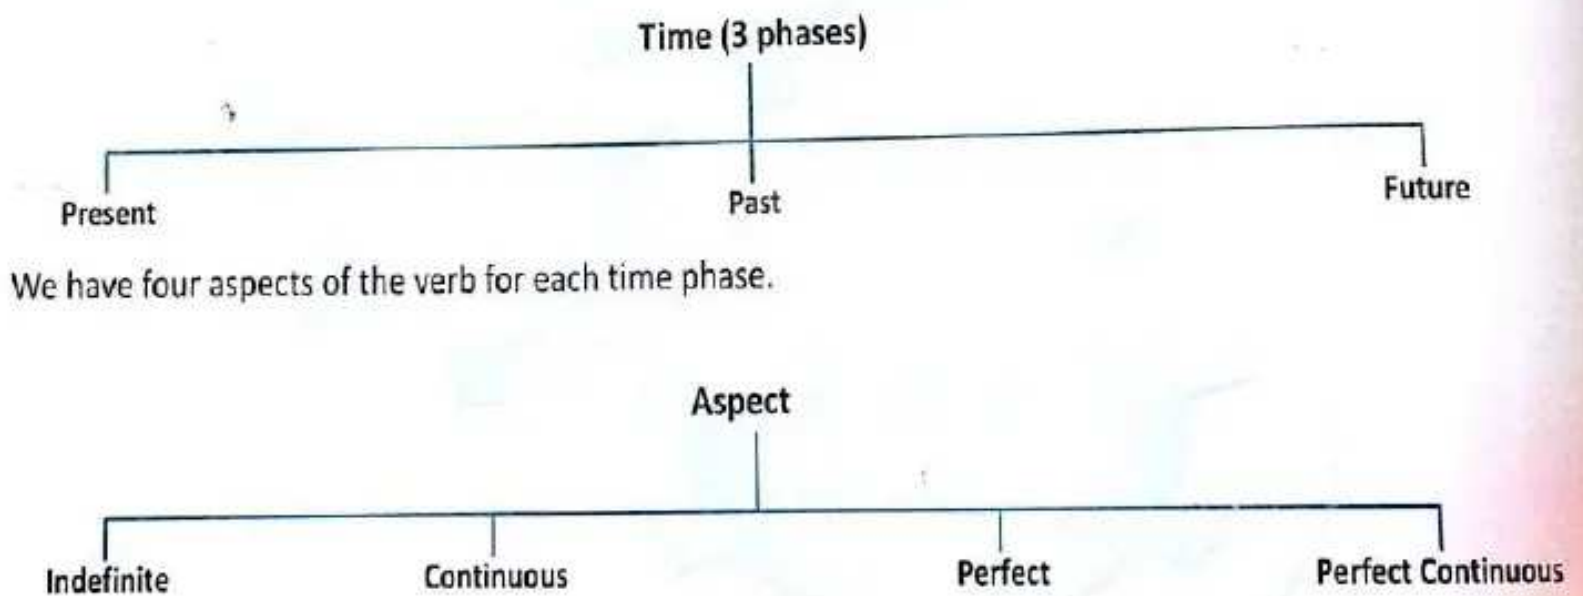 Time (3 phases)
Present Past Future
We have four aspects of the verb for each time phase.
Aspect
Indefinite Continuous Perfect Perfect Continuous